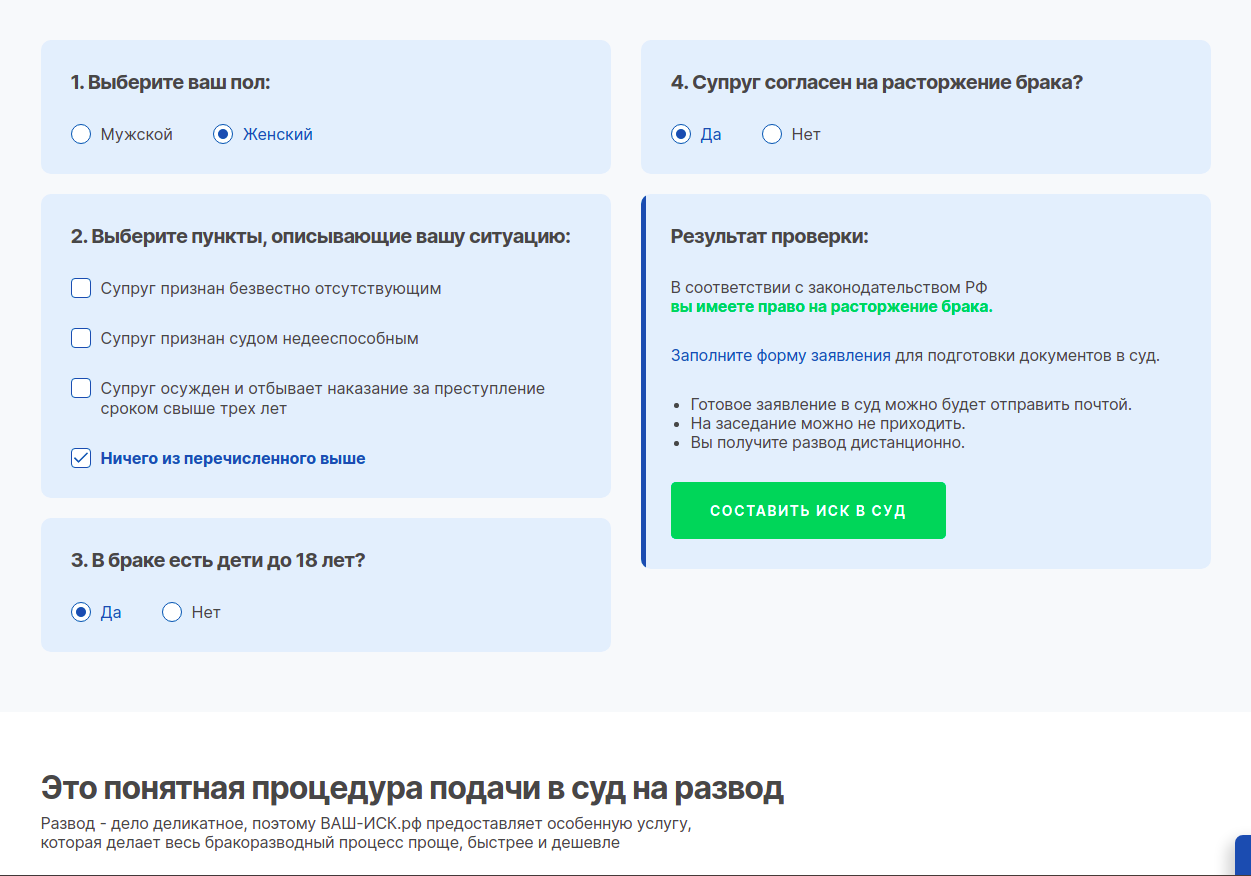 1. Выберите ваш пол:
Мужской
Женский
2. Выберите пункты, описывающие вашу ситуацию:
Супруг признан безвестно отсутствующим
Супруг признан судом недееспособным
Супруг осужден и отбывает наказание за преступление
сроком свыше трех лет
Ничего из перечисленного выше
3. В браке есть дети до 18 лет?
Да
Нет
4. Супруг согласен на расторжение брака?
Да
Нет
Результат проверки:
В соответствии с законодательством РФ
вы имеете право на расторжение брака.
Заполните форму заявления для подготовки документов в суд.
Готовое заявление в суд можно будет отправить почтой.
На заседание можно не приходить.
Вы получите развод дистанционно.
СОСТАВИТЬ ИСК В СУД
Это понятная процедура подачи в суд на развод
Развод - дело деликатное, поэтому ВАШ-ИСК.рф предоставляет особенную услугу,
которая делает весь бракоразводный процесс проще, быстрее и дешевле